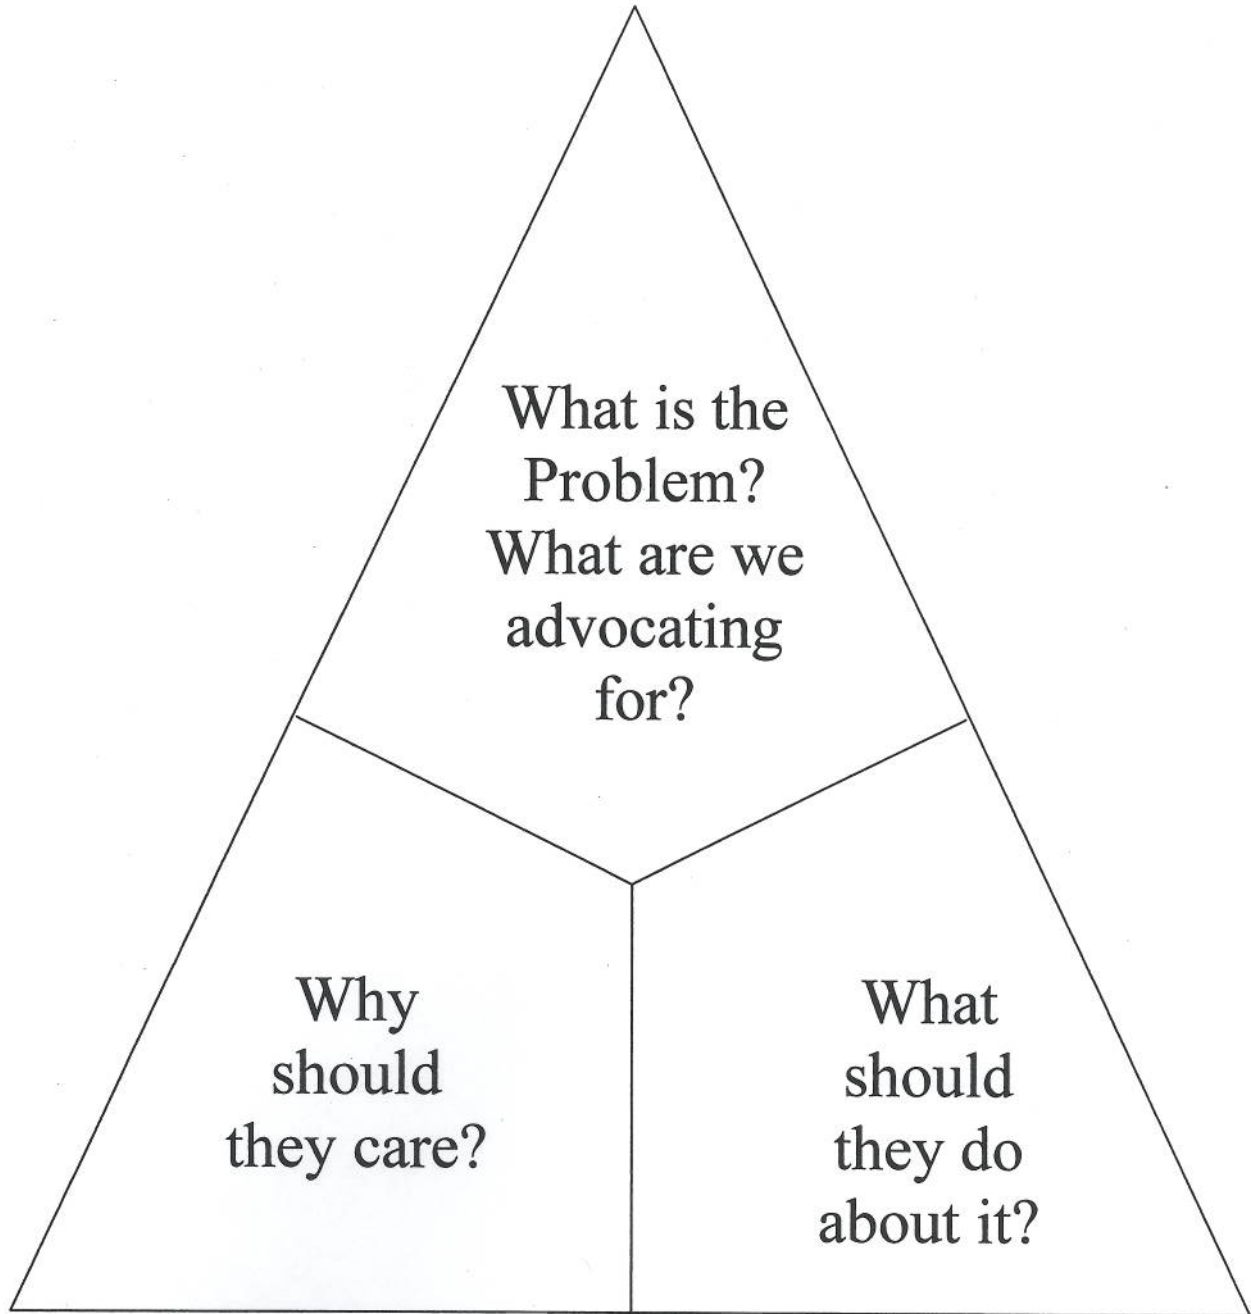 What is the
Problem?
What are we
advocating
for?
Why
should
they care?
What
should
they do
about it?